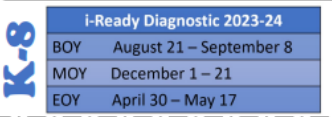 K-8
i-Ready Diagnostic 2023-24
BOY August 21 – September 8
MOY December 1 – 21
EOY April 30 – May 17